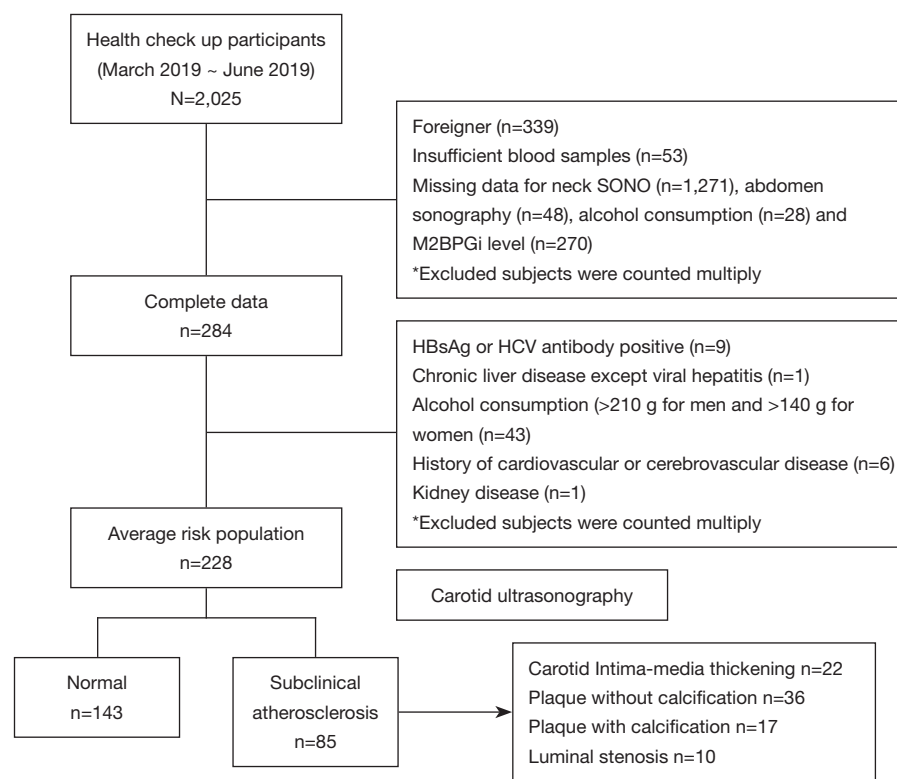 Health check up participants
(March 2019 ~ June 2019)
N=2,025
Foreigner (n=339)
Insufficient blood samples (n=53)
Missing data for neck SONO (n=1,271), abdomen
sonography (n=48), alcohol consumption (n=28) and
M2BPGi level (n=270)
*Excluded subjects were counted multiply
Complete data
n=284
HBsAg or HCV antibody positive (n=9)
Chronic liver disease except viral hepatitis (n=1)
Alcohol consumption (>210 g for men and >140 g for
women (n=43)
History of cardiovascular or cerebrovascular disease (n=6)
Kidney disease (n=1)
*Excluded subjects were counted multiply
Average risk population
n=228
Carotid ultrasonography
Normal
n=143
Subclinical
atherosclerosis
n=85
Carotid Intima-media thickening n=22
Plaque without calcification n=36
Plaque with calcification n=17
Luminal stenosis n=10